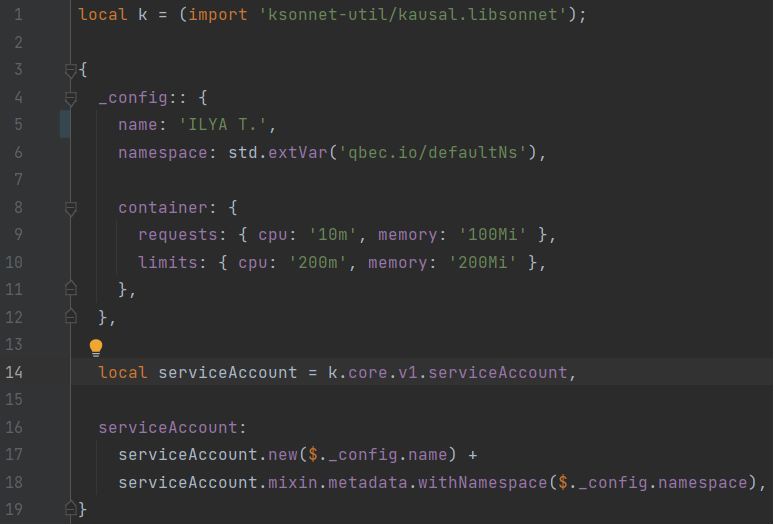 1 local k = (import 'ksonnet-util/kausal.libsonnet');
2
3 {
4   _config:: {
5     name: 'ILYA T.',
6     namespace: std.extVar('qbec.io/defaultNs'),
7
8     container: {
9       requests: { cpu: '10m', memory: '100Mi' },
10       limits: { cpu: '200m', memory: '200Mi' },
11     },
12   },
13
14   local serviceAccount = k.core.v1.serviceAccount,
15
16   serviceAccount:
17     serviceAccount.new($._config.name) +
18     serviceAccount.mixin.metadata.withNamespace($._config.namespace),
19 }